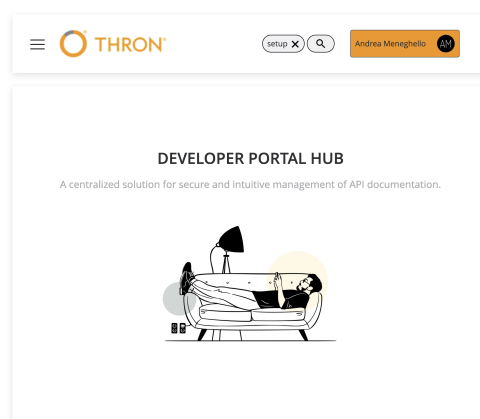 THRON
setup
Andrea Meneghello
AM
DEVELOPER PORTAL HUB
A centralized solution for secure and intuitive management of API documentation.